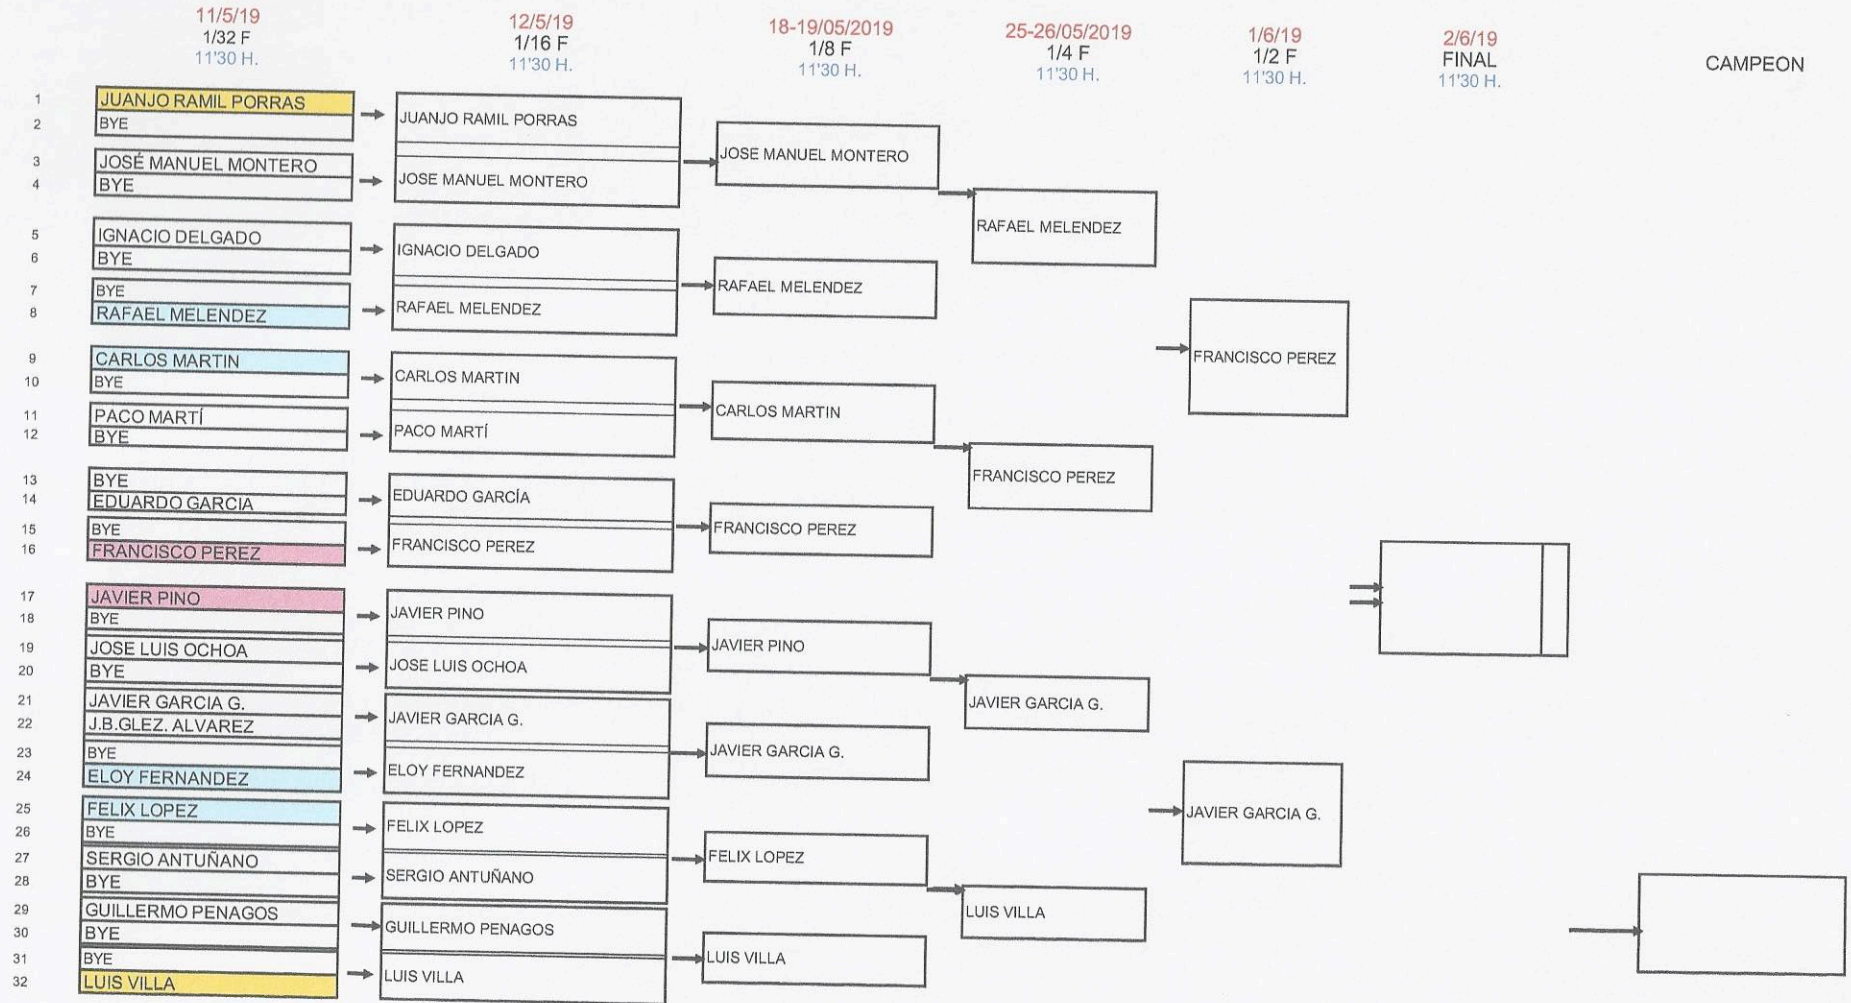 11/5/19
1/32 F
11'30 H.
12/5/19
1/16 F
11'30 H.
18-19/05/2019
1/8 F
11'30 H.
25-26/05/2019
1/4 F
11'30 H.
1/6/19
1/2 F
11'30 H.
2/6/19
FINAL
11'30 H.
CAMPEON
1 JUANJO RAMIL PORRAS
2 BYE
3 JOSÉ MANUEL MONTERO
4 BYE
5 IGNACIO DELGADO
6 BYE
7 BYE
8 RAFAEL MELENDEZ
9 CARLOS MARTIN
10 BYE
11 PACO MARTÍ
12 BYE
13 BYE
14 EDUARDO GARCIA
15 BYE
16 FRANCISCO PEREZ
17 JAVIER PINO
18 BYE
19 JOSE LUIS OCHOA
20 BYE
21 JAVIER GARCIA G.
22 J.B.GLEZ. ALVAREZ
23 BYE
24 ELOY FERNANDEZ
25 FELIX LOPEZ
26 BYE
27 SERGIO ANTUÑANO
28 BYE
29 GUILLERMO PENAGOS
30 BYE
31 BYE
32 LUIS VILLA
JUANJO RAMIL PORRAS
JOSE MANUEL MONTERO
IGNACIO DELGADO
RAFAEL MELENDEZ
CARLOS MARTIN
PACO MARTÍ
EDUARDO GARCÍA
FRANCISCO PEREZ
JAVIER PINO
JOSE LUIS OCHOA
JAVIER GARCIA G.
ELOY FERNANDEZ
FELIX LOPEZ
SERGIO ANTUÑANO
GUILLERMO PENAGOS
LUIS VILLA
JOSE MANUEL MONTERO
RAFAEL MELENDEZ
CARLOS MARTIN
FRANCISCO PEREZ
JAVIER PINO
JAVIER GARCIA G.
FELIX LOPEZ
LUIS VILLA
RAFAEL MELENDEZ
FRANCISCO PEREZ
JAVIER GARCIA G.
LUIS VILLA
FRANCISCO PEREZ
JAVIER GARCIA G.